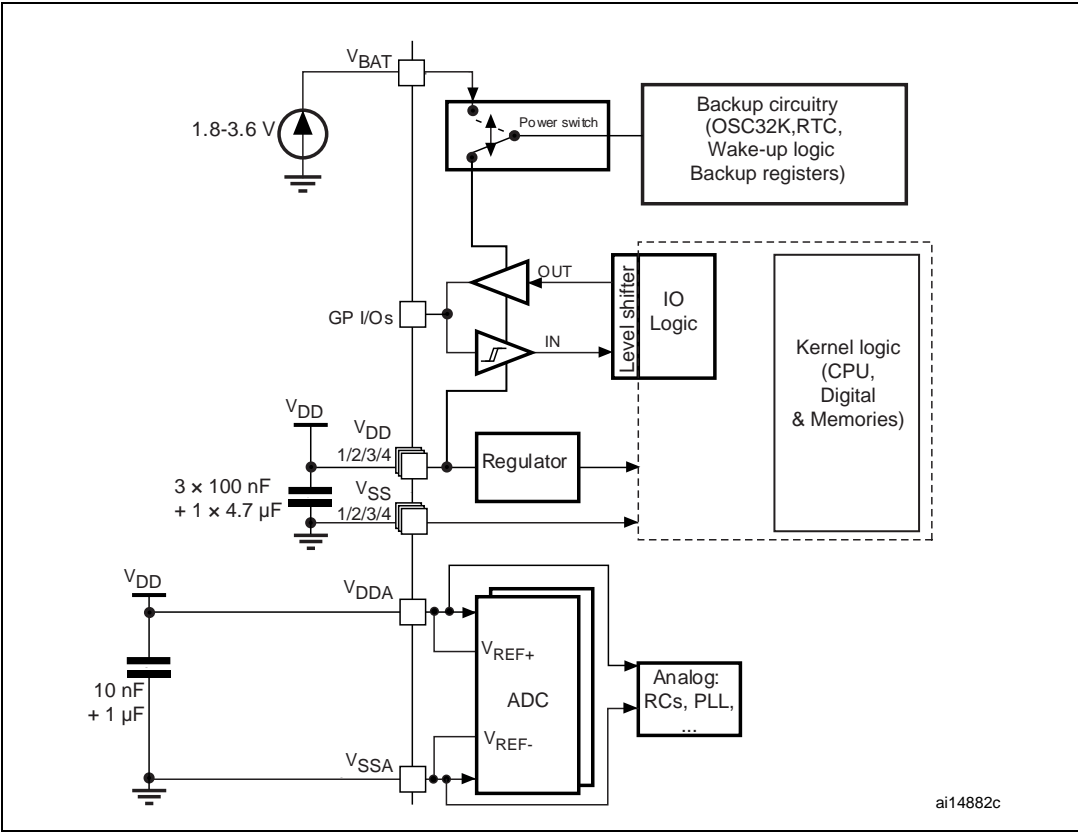 VBAT
1.8-3.6 V
Power switch
Backup circuitry
(OSC32K,RTC,
Wake-up logic
Backup registers)
GP I/Os
OUT
IN
Level shifter
IO
Logic
Kernel logic
(CPU,
Digital
& Memories)
VDD
VDD
1/2/3/4
Regulator
3 × 100 nF
+ 1 × 4.7 µF
VSS
1/2/3/4
VDD
VDDA
10 nF
+ 1 µF
VREF+
ADC
VREF-
Analog:
RCs, PLL,
...
VSSA
ai14882c